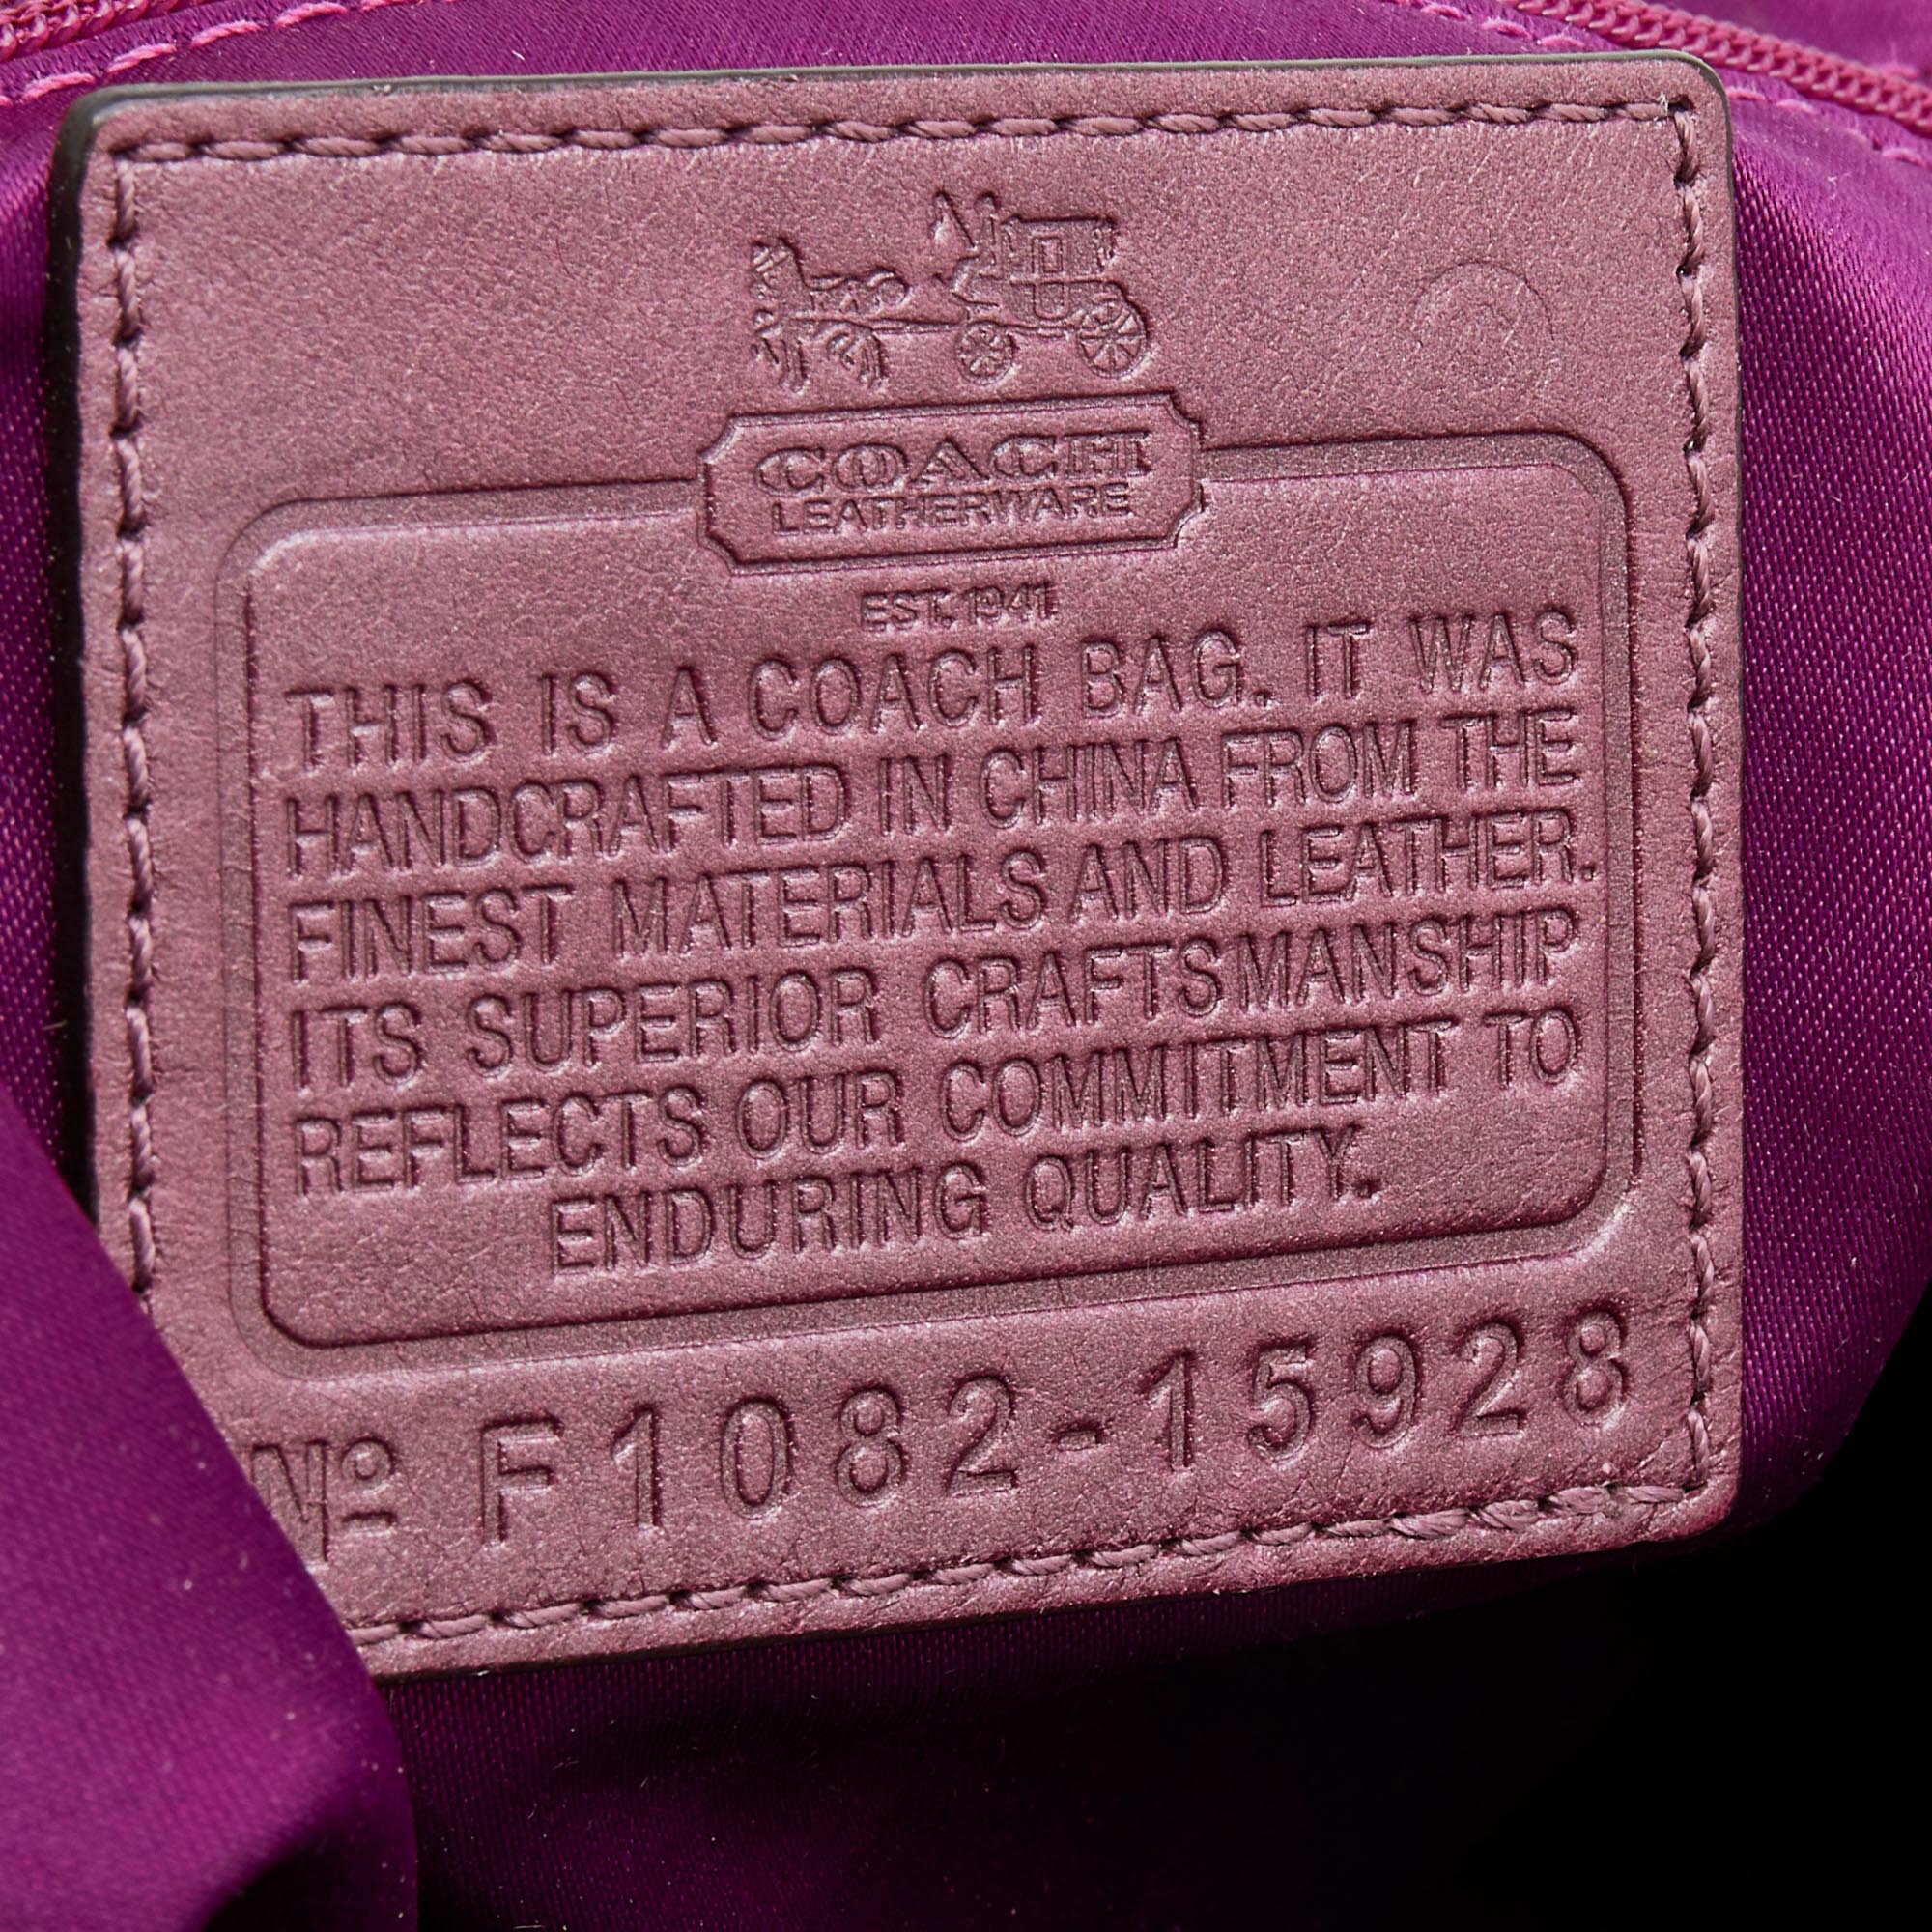 COACH
LEATHERWARE
EST. 1941
THIS IS A COACH BAG. IT WAS
HANDCRAFTED IN CHINA FROM THE
FINEST MATERIALS AND LEATHER.
ITS SUPERIOR CRAFTSMANSHIP
REFLECTS OUR COMMITMENT TO
ENDURING QUALITY.
Nº F1082-15928